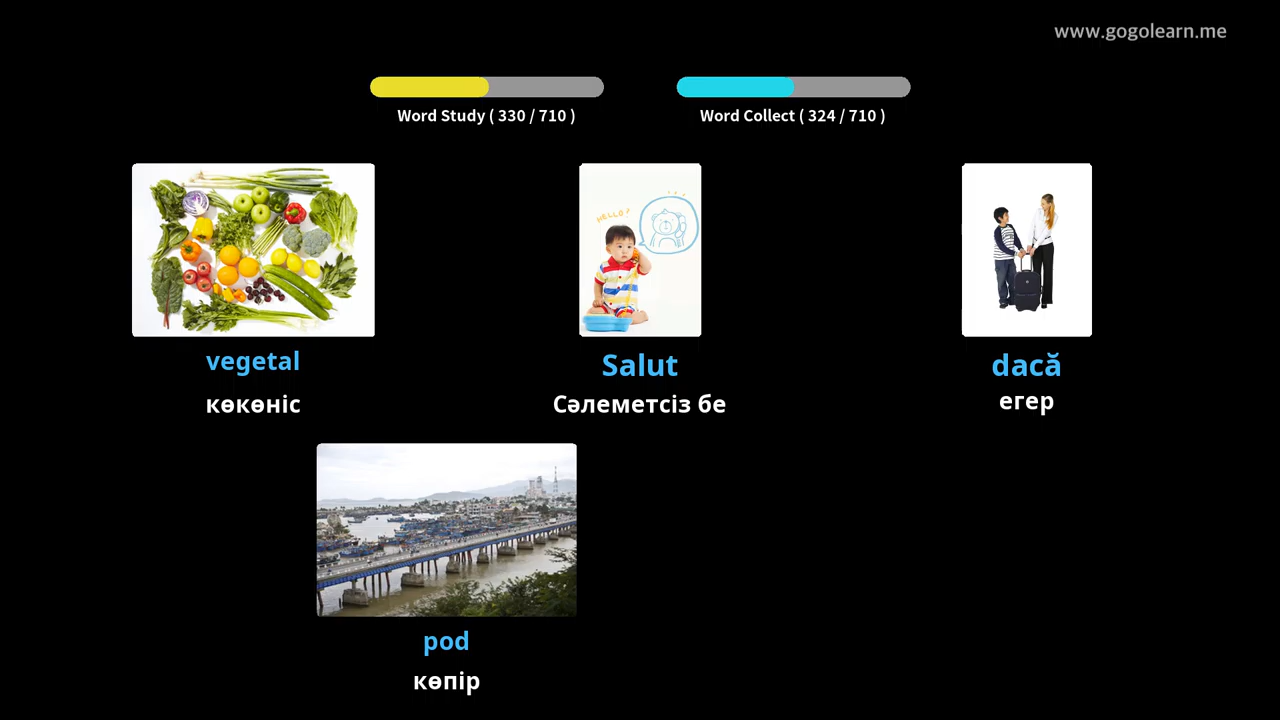 www.gogolearn.me
Word Study ( 330 / 710 )
Word Collect ( 324 / 710 )
HELLO?
vegetal
көкөніс
Salut
Сәлеметсіз бе
dacă
егер
pod
көпір